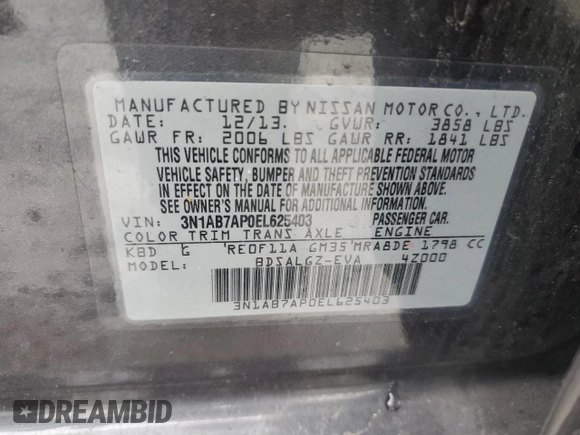 MANUFACTURED BY NISSAN MOTOR CO., LTD.
DATE: 12/13. GVWR: 3858 LBS
GAWR FR: 2006 LBS GAWR RR: 1841 LBS
THIS VEHICLE CONFORMS TO ALL APPLICABLE FEDERAL MOTOR
VEHICLE SAFETY, BUMPER AND THEFT PREVENTION STANDARDS
IN EFFECT ON THE DATE OF MANUFACTURE SHOWN ABOVE.
SEE OWNER'S MANUAL FOR ADDITIONAL INFORMATION.
VIN: 3N1AB7AP0EL625403 PASSENGER CAR.
COLOR TRIM TRANS AXLE ENGINE
KBD G RE0F11A GM35 MRA8DE 1798 CC
MODEL: BDSALGZ-EVA 4Z000
3N1AB7AP0EL625403
DREAMBID